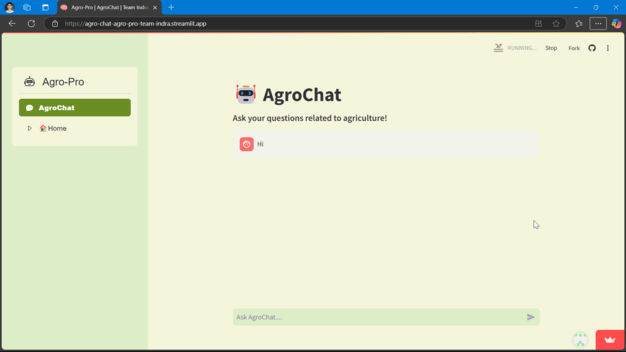 Agro-Pro | AgroChat | Team Indra
https://agro-chat-agro-pro-team-indra.streamlit.app
RUNNING...
Stop
Fork
Agro-Pro
AgroChat
Home
AgroChat
Ask your questions related to agriculture!
Hi
Ask AgroChat....